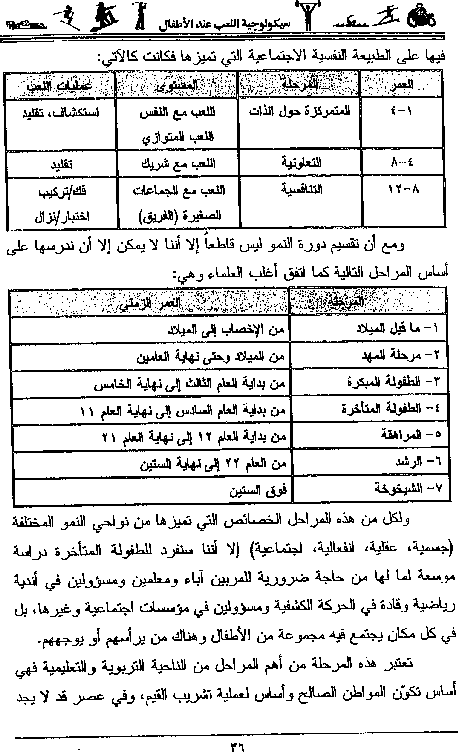 سيكولوجية اللعب عند الأطفال
فيها على الطبيعة النفسية الاجتماعية التي تميزها فكانت كالآتي:
العمر المرحلة المستوى عمليات اللعب
١-٤ المتمركزة حول الذات اللعب مع النفس استكشاف، تقليد
اللعب المتوازي
٤-٨ التعاونية اللعب مع شريك تقليد
٨-١٢ التنافسية اللعب مع الجماعات فك/تركيب
الصغيرة (الفريق) اختبار/نزال
ومع أن تقسيم دورة النمو ليس قاطعاً إلا أننا لا يمكن إلا أن ندرسها على
أساس المراحل التالية كما اتفق أغلب العلماء وهي:
المرحلة العمر الزمني
١- ما قبل الميلاد من الإخصاب إلى الميلاد
٢- مرحلة المهد من الميلاد وحتى نهاية العامين
٣- الطفولة المبكرة من بداية العام الثالث إلى نهاية الخامس
٤- الطفولة المتأخرة من بداية العام السادس إلى نهاية العام ١١
٥- المراهقة من بداية العام ١٢ إلى نهاية العام ٢١
٦- الرشد من العام ٢٢ إلى نهاية الستين
٧- الشيخوخة فوق الستين
ولكل من هذه المراحل الخصائص التي تميزها من نواحي النمو المختلفة
(جسمية، عقلية، انفعالية، اجتماعية) إلا أننا سنفرد للطفولة المتأخرة دراسة
موسعة لما لها من حاجة ضرورية للمربين آباء ومعلمين ومسؤولين في أندية
رياضية وقادة في الحركة الكشفية ومسؤولين في مؤسسات اجتماعية وغيرها، بل
في كل مكان يجتمع فيه مجموعة من الأطفال وهناك من يرأسهم أو يوجههم.
تعتبر هذه المرحلة من أهم المراحل من الناحية التربوية والتعليمية فهي
أساس تكوّن المواطن الصالح وأساس لعملية تشريب القيم، وفي عصر قد لا يجد
٣٦